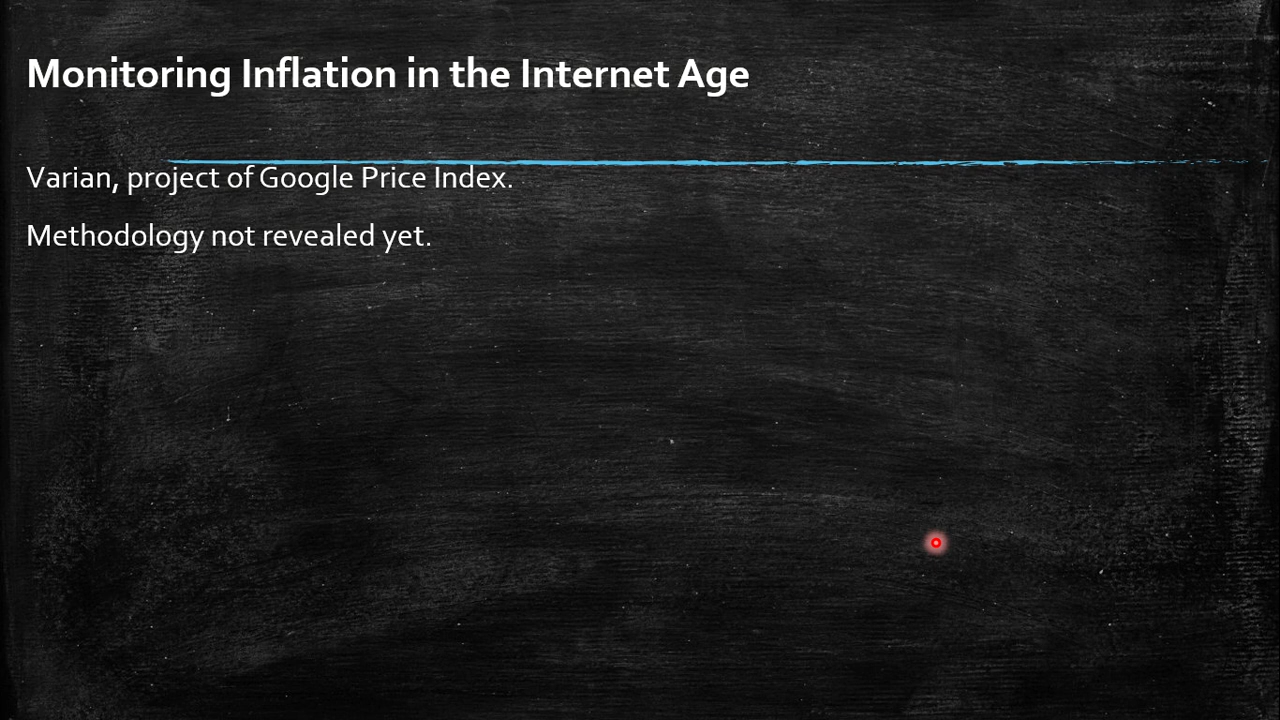 Monitoring Inflation in the Internet Age
Varian, project of Google Price Index.
Methodology not revealed yet.